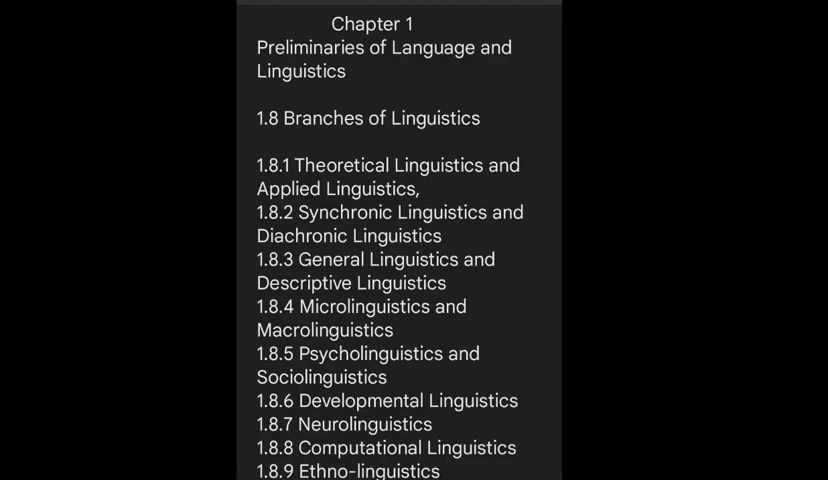 Chapter 1
Preliminaries of Language and
Linguistics
1.8 Branches of Linguistics
1.8.1 Theoretical Linguistics and
Applied Linguistics,
1.8.2 Synchronic Linguistics and
Diachronic Linguistics
1.8.3 General Linguistics and
Descriptive Linguistics
1.8.4 Microlinguistics and
Macrolinguistics
1.8.5 Psycholinguistics and
Sociolinguistics
1.8.6 Developmental Linguistics
1.8.7 Neurolinguistics
1.8.8 Computational Linguistics
1.8.9 Ethno-linguistics